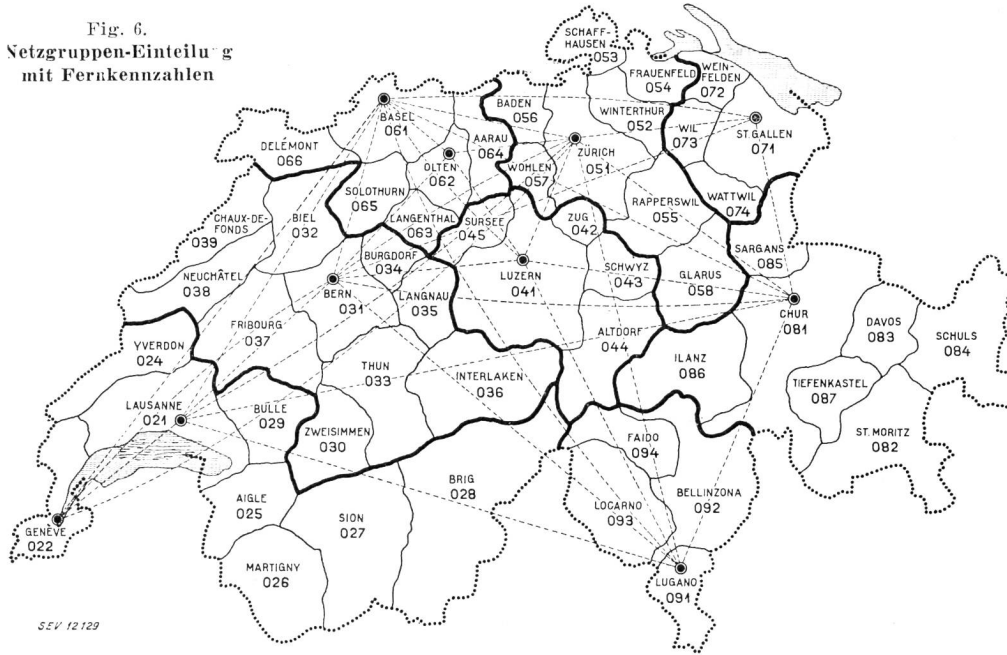 Fig. 6.
Netzgruppen-Einteilung
mit Fernkennzahlen
SCHAFF-
HAUSEN
053
FRAUENFELD
054
WEIN-
FELDEN
072
BASEL
061
BADEN
056
WINTERTHUR
052
WIL
073
ST. GALLEN
071
DELÉMONT
066
OLTEN
062
AARAU
064
ZÜRICH
051
WOHLEN
057
SOLOTHURN
065
LANGENTHAL
063
SURSEE
045
ZUG
042
RAPPERSWIL
055
WATTWIL
074
CHAUX-DE-
FONDS
039
BIEL
032
NEUCHÂTEL
038
BURGDORF
034
BERN
031
LANGNAU
035
LUZERN
041
SCHWYZ
043
GLARUS
058
SARGANS
085
CHUR
081
YVERDON
024
FRIBOURG
037
THUN
033
INTERLAKEN
036
ALTDORF
044
ILANZ
086
DAVOS
083
SCHULS
084
TIEFENKASTEL
087
ST. MORITZ
082
LAUSANNE
021
BULLE
029
ZWEISIMMEN
030
FAIDO
094
BRIG
028
AIGLE
025
SION
027
LOCARNO
093
BELLINZONA
092
GENÈVE
022
MARTIGNY
026
LUGANO
091
SEV 12129